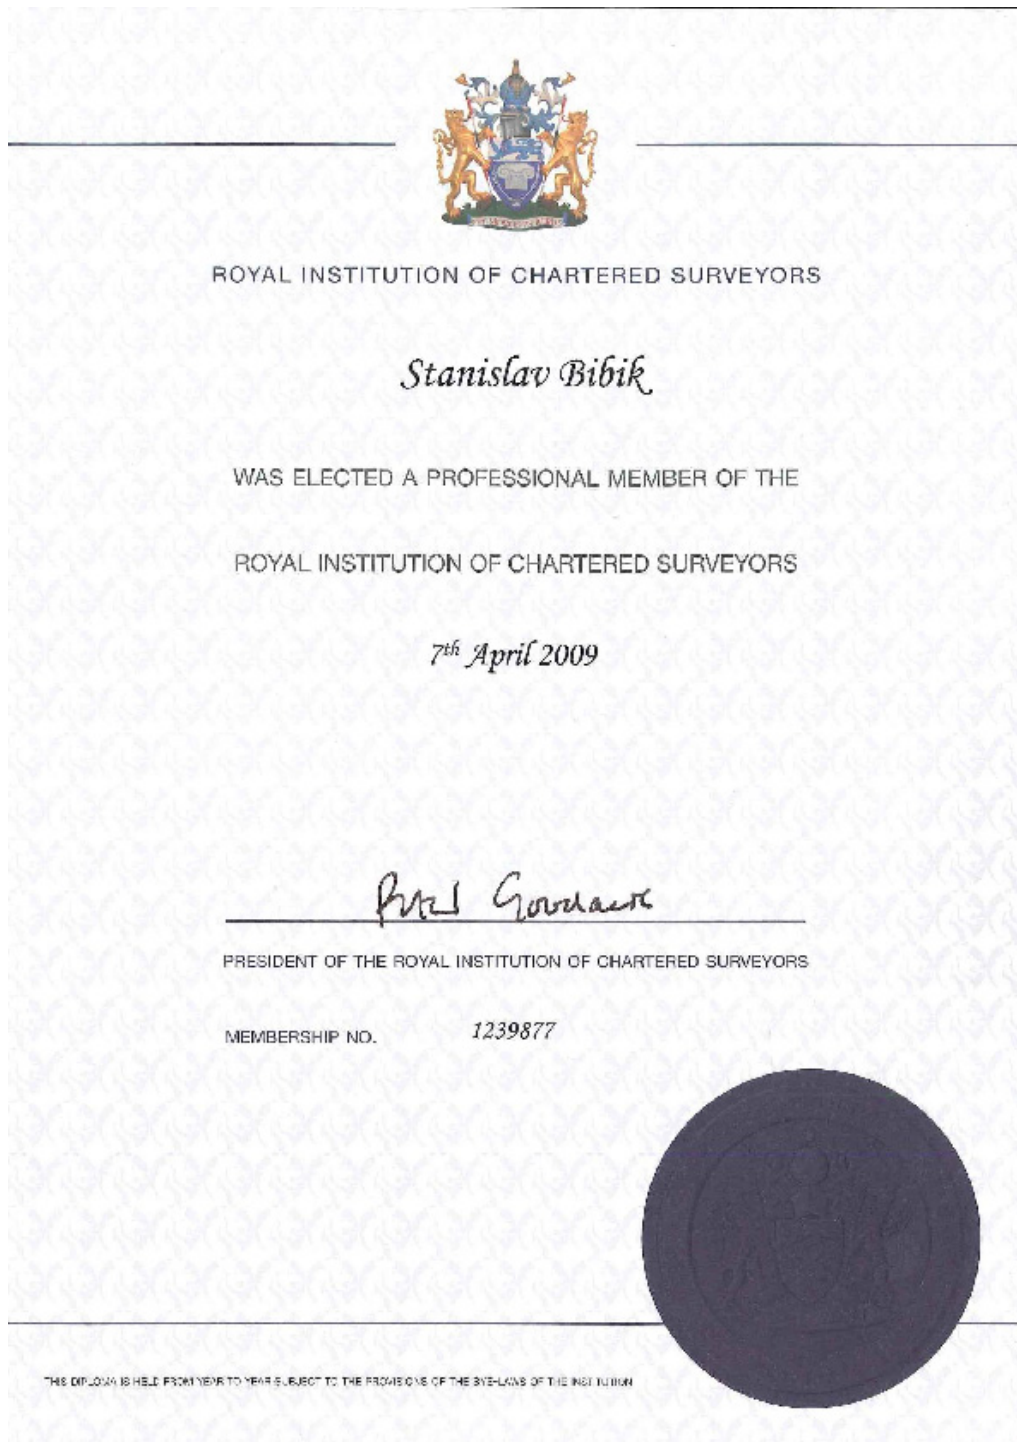 ROYAL INSTITUTION OF CHARTERED SURVEYORS
Stanislav Bibik
WAS ELECTED A PROFESSIONAL MEMBER OF THE
ROYAL INSTITUTION OF CHARTERED SURVEYORS
7th April 2009
PRESIDENT OF THE ROYAL INSTITUTION OF CHARTERED SURVEYORS
MEMBERSHIP NO. 1239877
THIS DIPLOMA IS HELD FROM YEAR TO YEAR SUBJECT TO THE PROVISIONS OF THE BYE-LAWS OF THE INSTITUTION